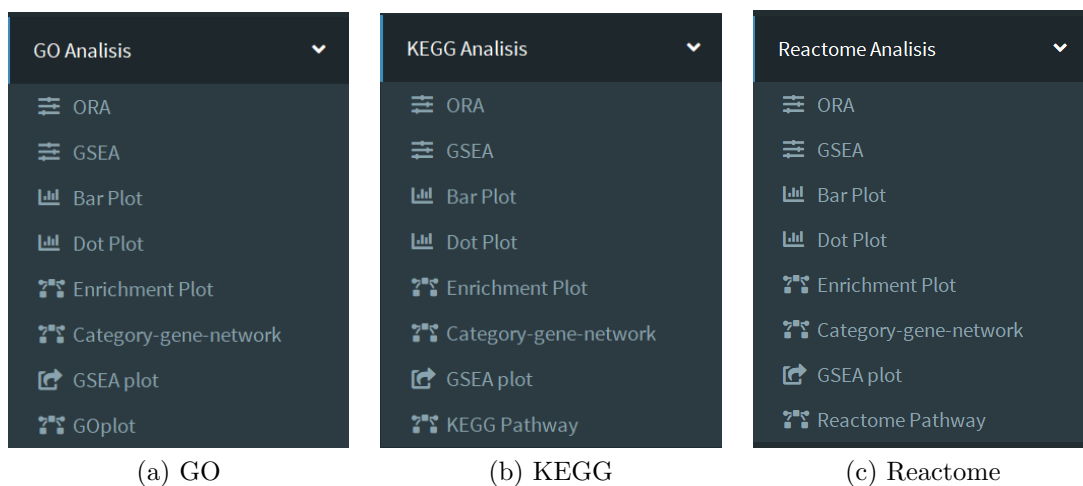 GO Analisis
ORA
GSEA
Bar Plot
Dot Plot
Enrichment Plot
Category-gene-network
GSEA plot
GOplot
(a) GO
KEGG Analisis
ORA
GSEA
Bar Plot
Dot Plot
Enrichment Plot
Category-gene-network
GSEA plot
KEGG Pathway
(b) KEGG
Reactome Analisis
ORA
GSEA
Bar Plot
Dot Plot
Enrichment Plot
Category-gene-network
GSEA plot
Reactome Pathway
(c) Reactome